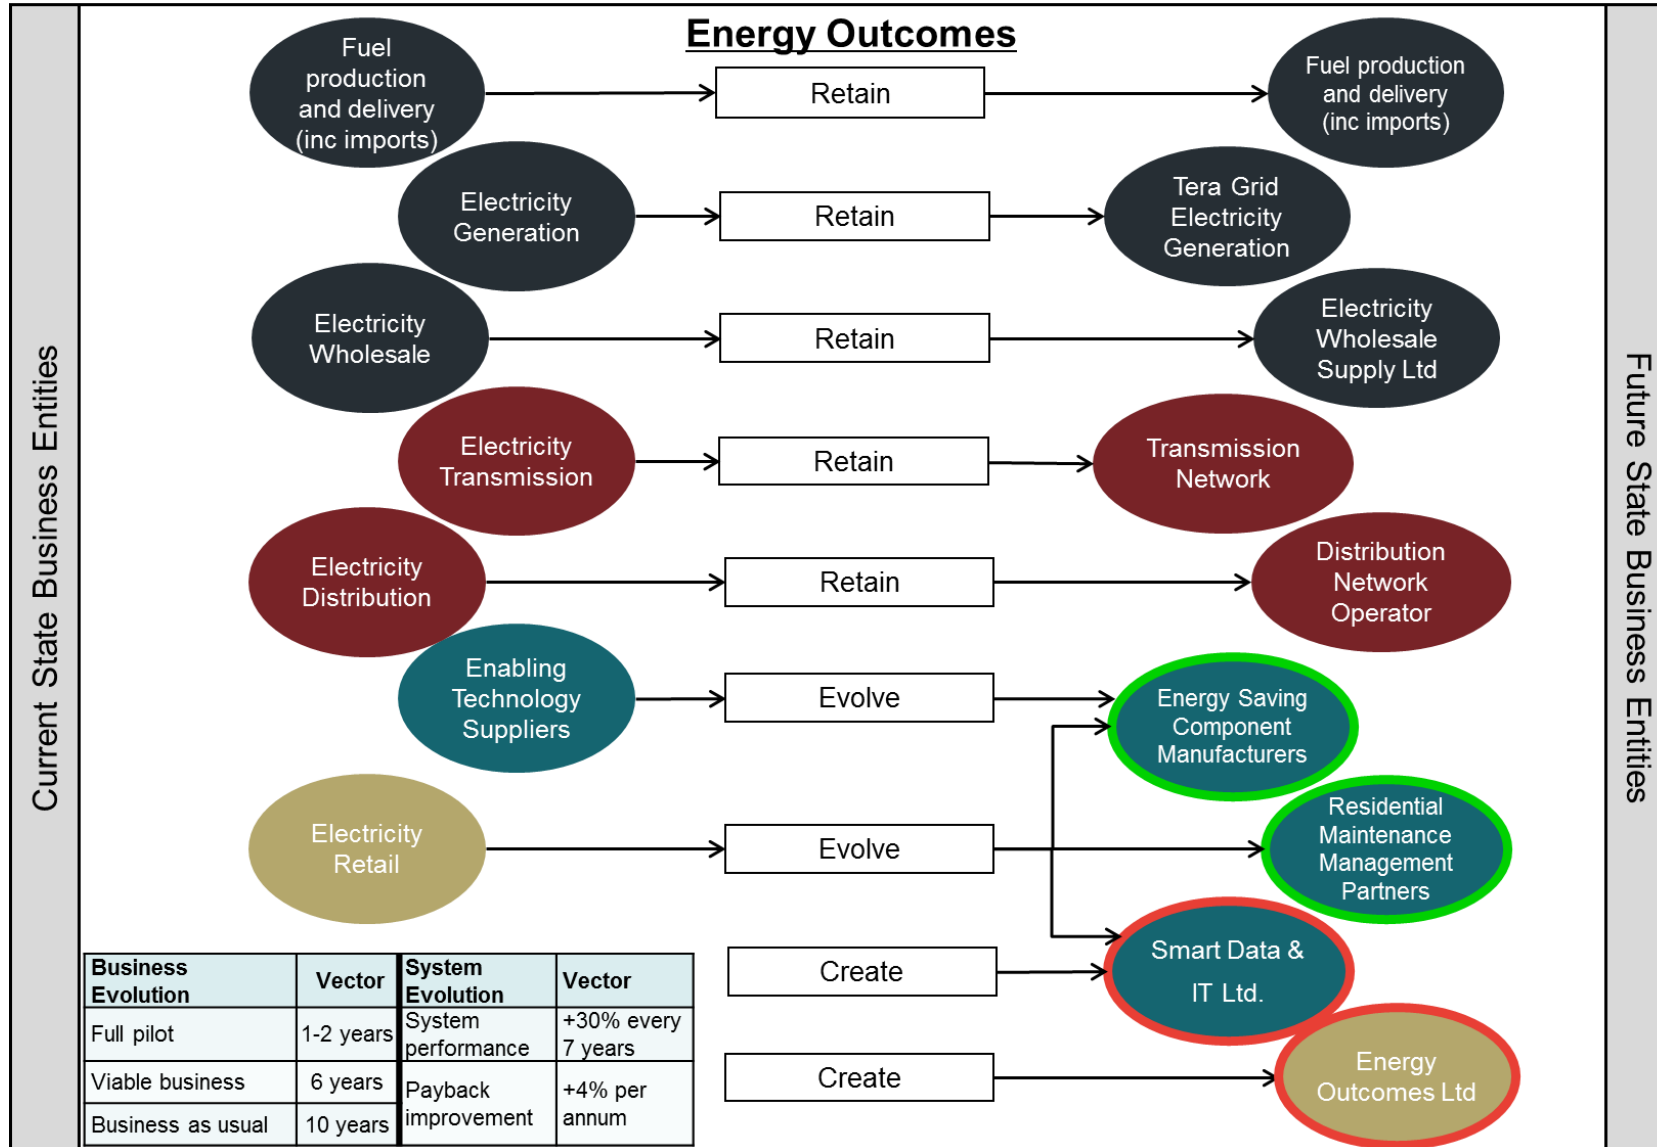 Energy Outcomes
Current State Business Entities
Future State Business Entities
Fuel
production
and delivery
(inc imports)
Retain
Fuel production
and delivery
(inc imports)
Electricity
Generation
Retain
Tera Grid
Electricity
Generation
Electricity
Wholesale
Retain
Electricity
Wholesale
Supply Ltd
Electricity
Transmission
Retain
Transmission
Network
Electricity
Distribution
Retain
Distribution
Network
Operator
Enabling
Technology
Suppliers
Evolve
Energy Saving
Component
Manufacturers
Electricity
Retail
Evolve
Residential
Maintenance
Management
Partners
Create
Smart Data &
IT Ltd.
Create
Energy
Outcomes Ltd
Business
Evolution
Vector
System
Evolution
Vector
Full pilot
1-2 years
System
performance
+30% every
7 years
Viable business
6 years
Payback
improvement
+4% per
annum
Business as usual
10 years